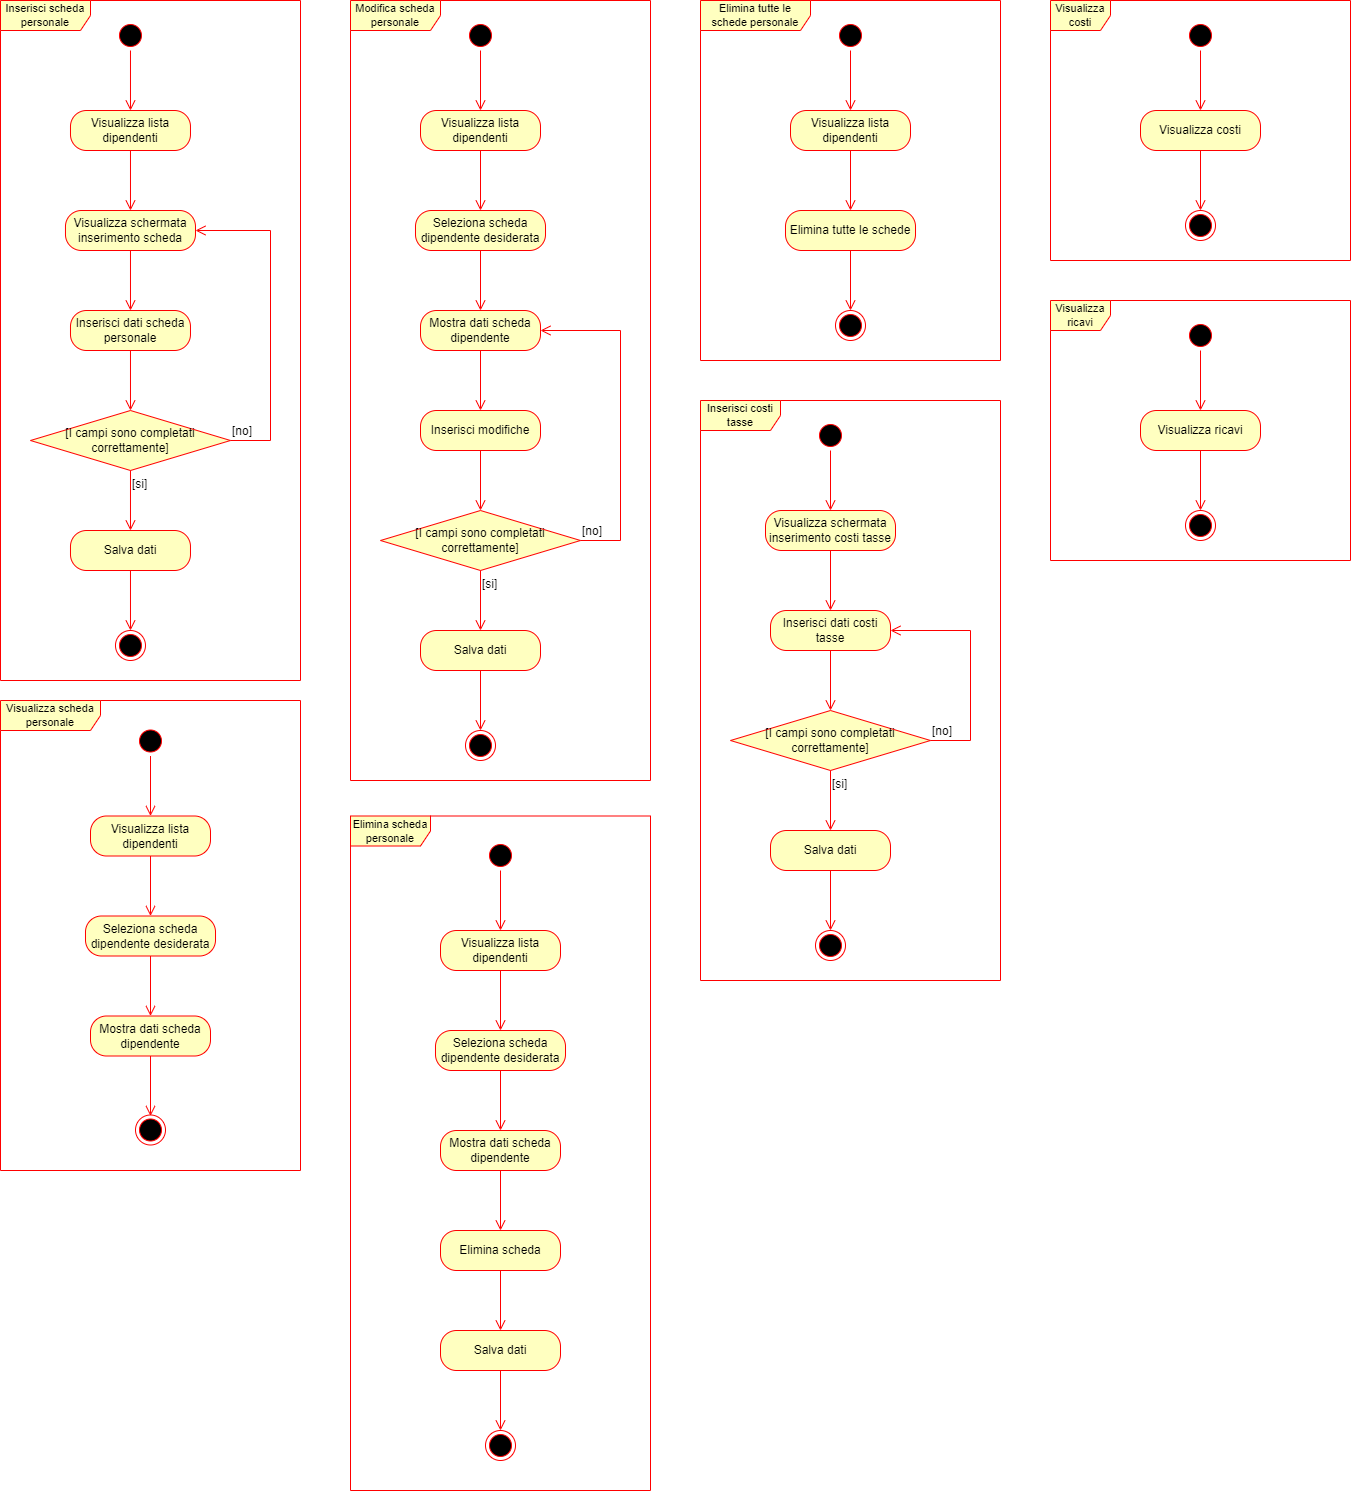 Inserisci scheda
personale
Visualizza lista
dipendenti
Visualizza schermata
inserimento scheda
Inserisci dati scheda
personale
[I campi sono completati
correttamente]
[no]
[si]
Salva dati
Visualizza scheda
personale
Visualizza lista
dipendenti
Seleziona scheda
dipendente desiderata
Mostra dati scheda
dipendente
Modifica scheda
personale
Visualizza lista
dipendenti
Seleziona scheda
dipendente desiderata
Mostra dati scheda
dipendente
Inserisci modifiche
[I campi sono completati
correttamente]
[no]
[si]
Salva dati
Elimina scheda
personale
Visualizza lista
dipendenti
Seleziona scheda
dipendente desiderata
Mostra dati scheda
dipendente
Elimina scheda
Salva dati
Elimina tutte le
schede personale
Visualizza lista
dipendenti
Elimina tutte le schede
Inserisci costi
tasse
Visualizza schermata
inserimento costi tasse
Inserisci dati costi
tasse
[I campi sono completati
correttamente]
[no]
[si]
Salva dati
Visualizza
costi
Visualizza costi
Visualizza
ricavi
Visualizza ricavi